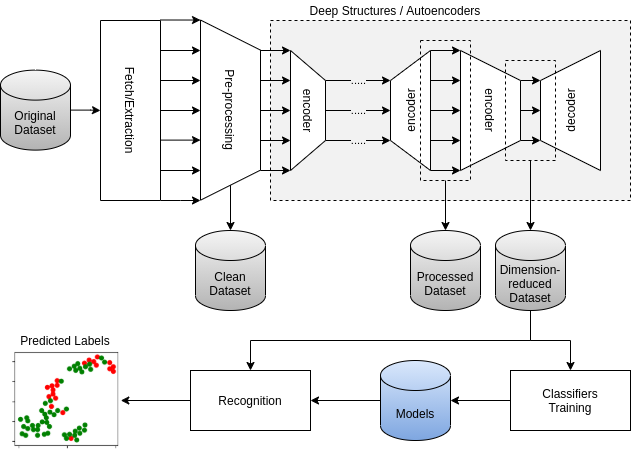 Deep Structures / Autoencoders
Original
Dataset
Fetch/Extraction
Pre-processing
encoder
....
....
....
encoder
encoder
decoder
Clean
Dataset
Processed
Dataset
Dimension-
reduced
Dataset
Predicted Labels
Recognition
Models
Classifiers
Training